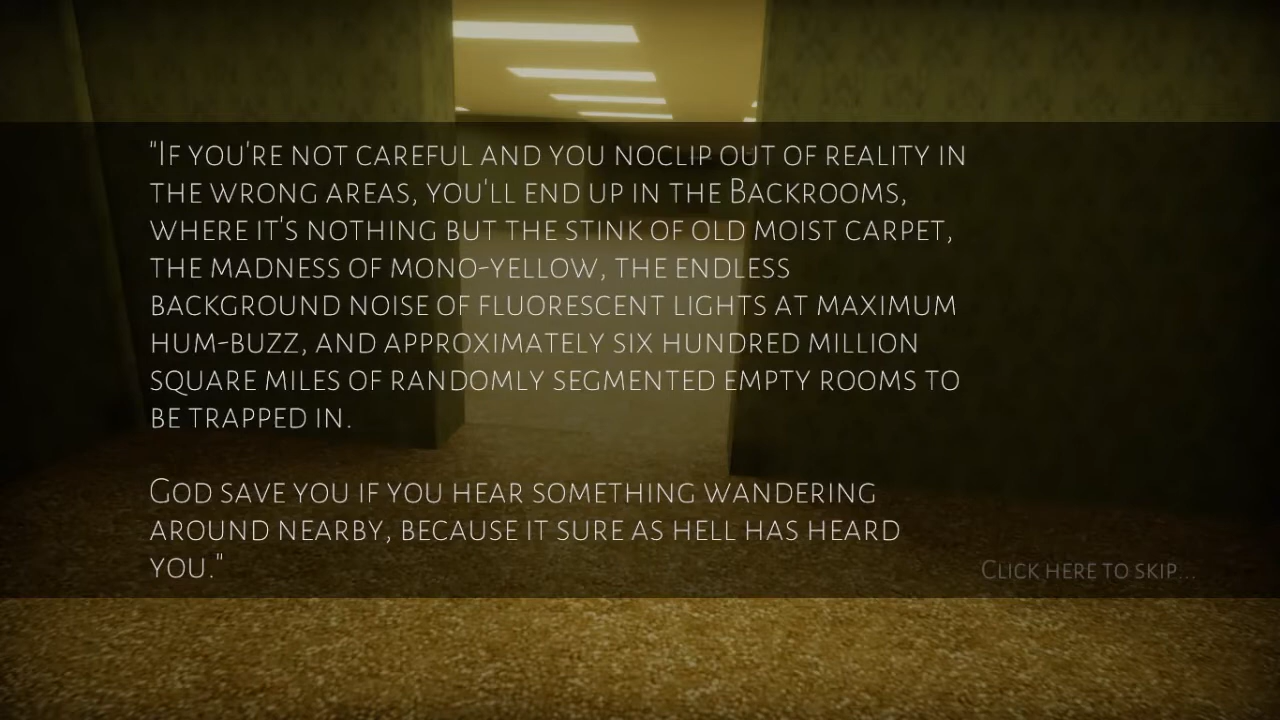 "If you're not careful and you noclip out of reality in
the wrong areas, you'll end up in the Backrooms,
where it's nothing but the stink of old moist carpet,
the madness of mono-yellow, the endless
background noise of fluorescent lights at maximum
hum-buzz, and approximately six hundred million
square miles of randomly segmented empty rooms to
be trapped in.
God save you if you hear something wandering
around nearby, because it sure as hell has heard
you."
Click here to skip...